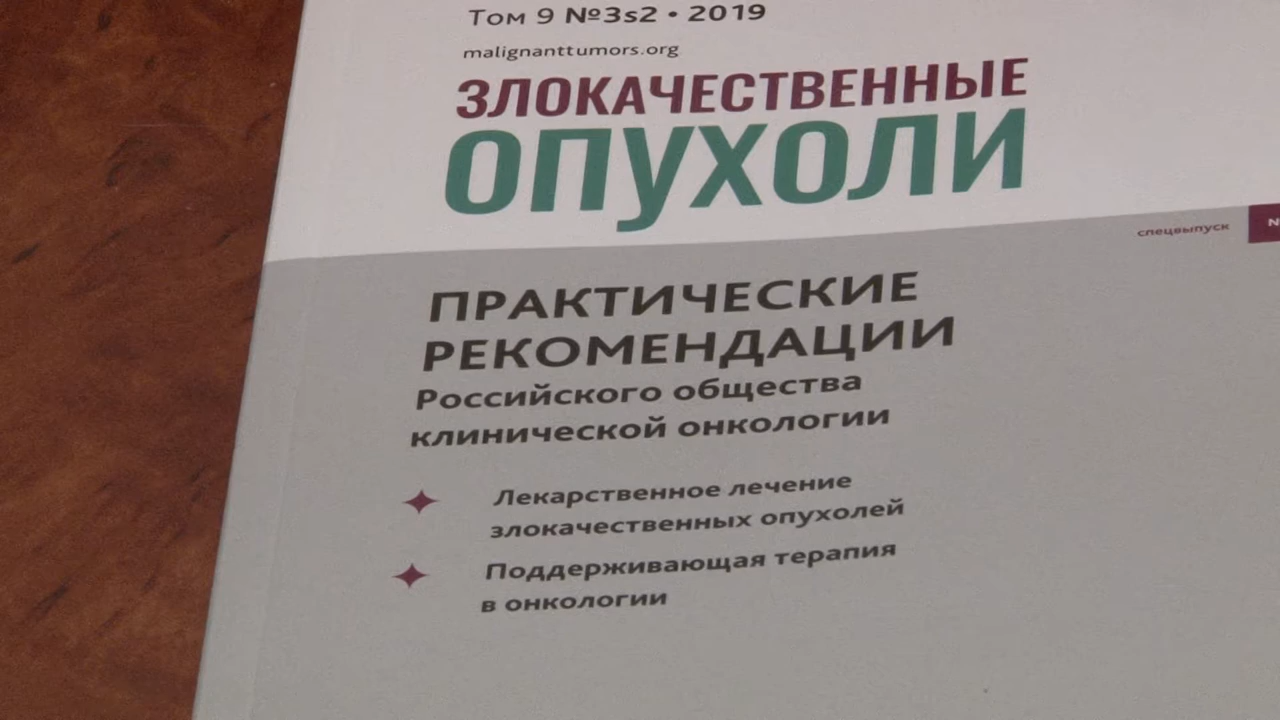 Том 9 №3s2 • 2019
malignanttumors.org
ЗЛОКАЧЕСТВЕННЫЕ
ОПУХОЛИ
спецвыпуск
ПРАКТИЧЕСКИЕ
РЕКОМЕНДАЦИИ
Российского общества
клинической онкологии
Лекарственное лечение
злокачественных опухолей
Поддерживающая терапия
в онкологии